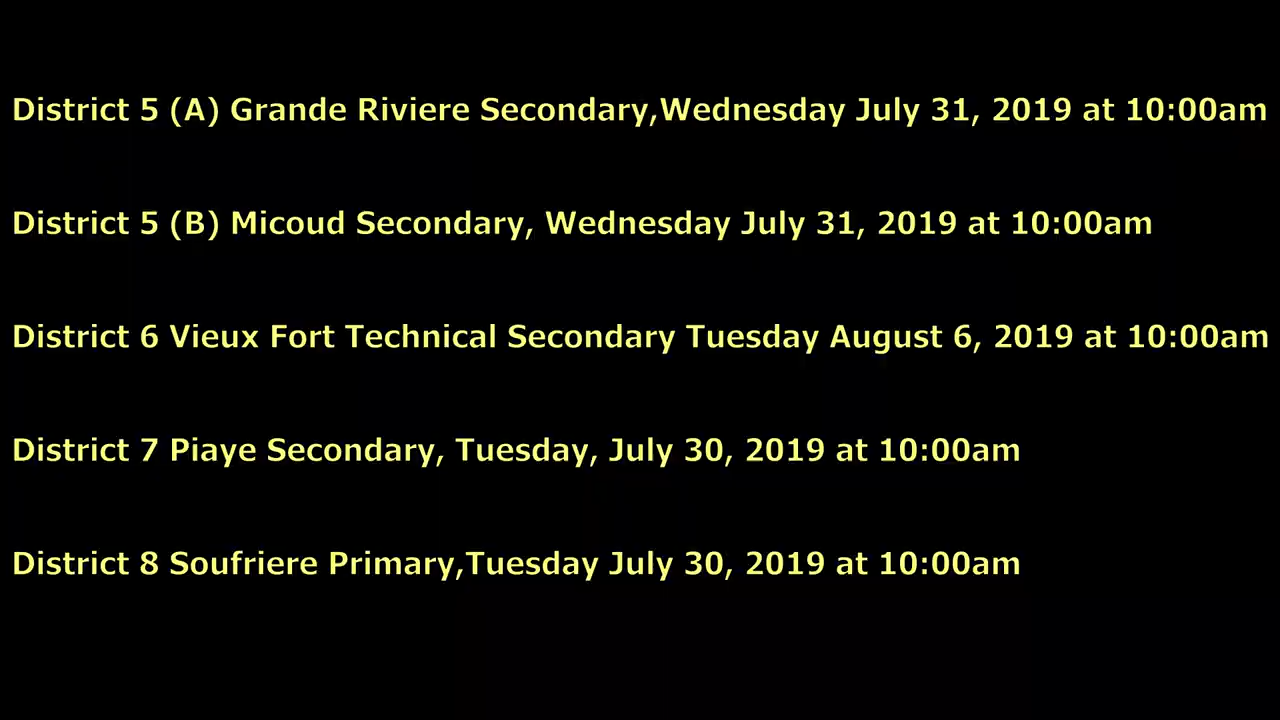 District 5 (A) Grande Riviere Secondary,Wednesday July 31, 2019 at 10:00am
District 5 (B) Micoud Secondary, Wednesday July 31, 2019 at 10:00am
District 6 Vieux Fort Technical Secondary Tuesday August 6, 2019 at 10:00am
District 7 Piaye Secondary, Tuesday, July 30, 2019 at 10:00am
District 8 Soufriere Primary,Tuesday July 30, 2019 at 10:00am